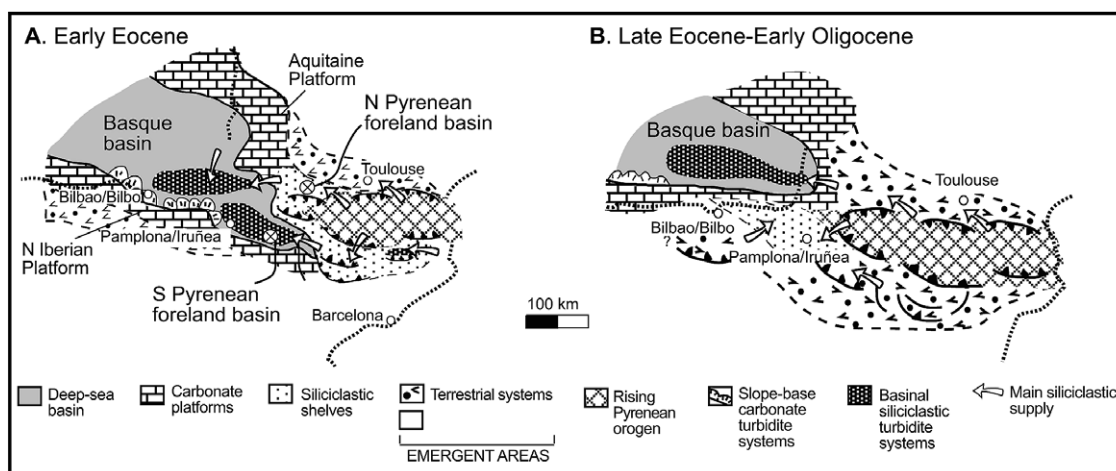 A. Early Eocene
Aquitaine
Platform
N Pyrenean
foreland basin
Basque
basin
Toulouse
Bilbao/Bilbo
Pamplona/Iruñea
N Iberian
Platform
S Pyrenean
foreland basin
Barcelona
100 km
B. Late Eocene-Early Oligocene
Basque basin
Toulouse
Bilbao/Bilbo
?
Pamplona/Iruñea
Deep-sea
basin
Carbonate
platforms
Siliciclastic
shelves
Terrestrial systems
EMERGENT AREAS
Rising
Pyrenean
orogen
Slope-base
carbonate
turbidite
systems
Basinal
siliciclastic
turbidite
systems
Main siliciclastic
supply